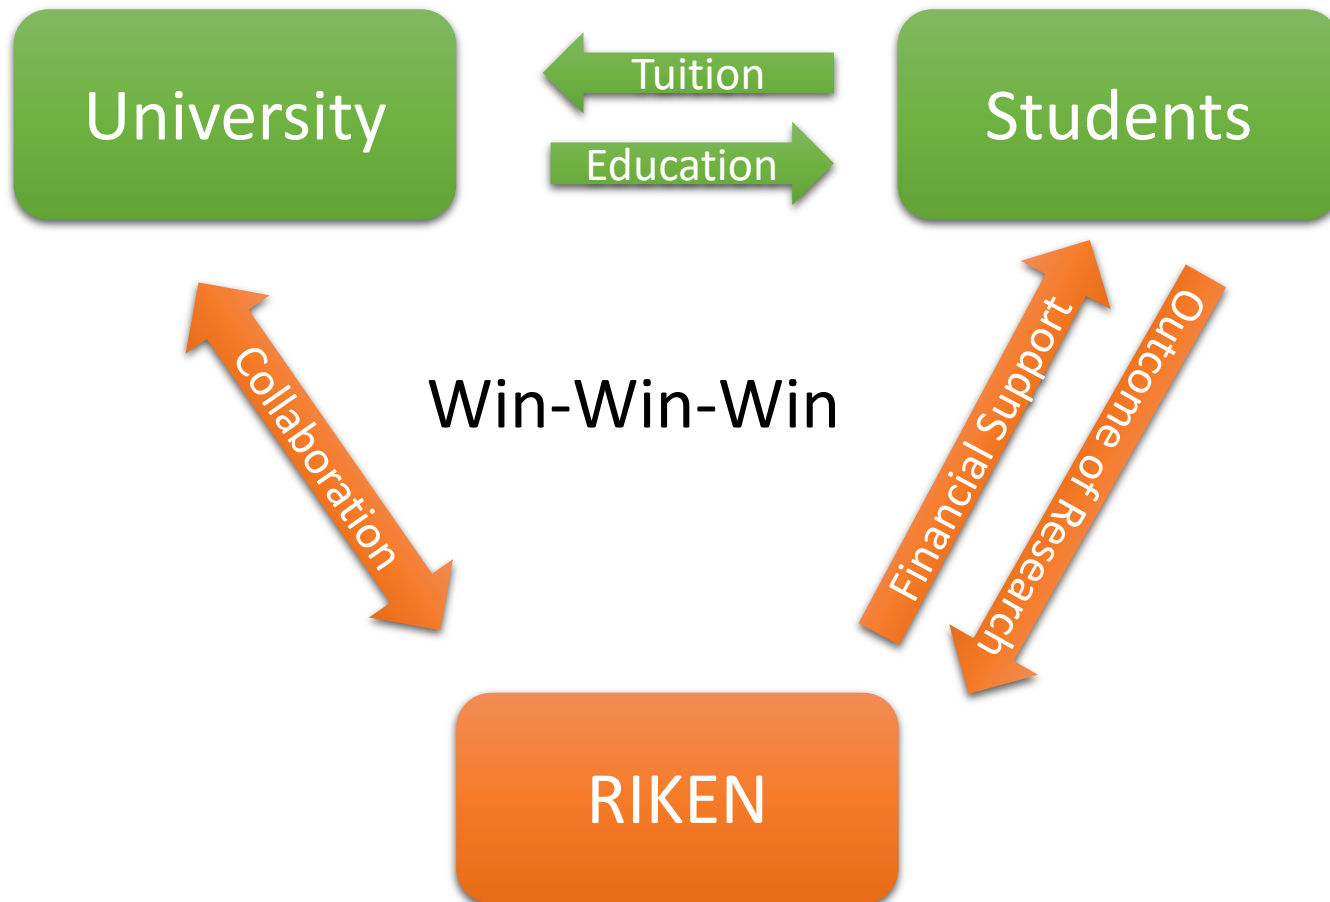 University
Tuition
Education
Students
Collaboration
Win-Win-Win
Financial Support
Outcome of Research
RIKEN